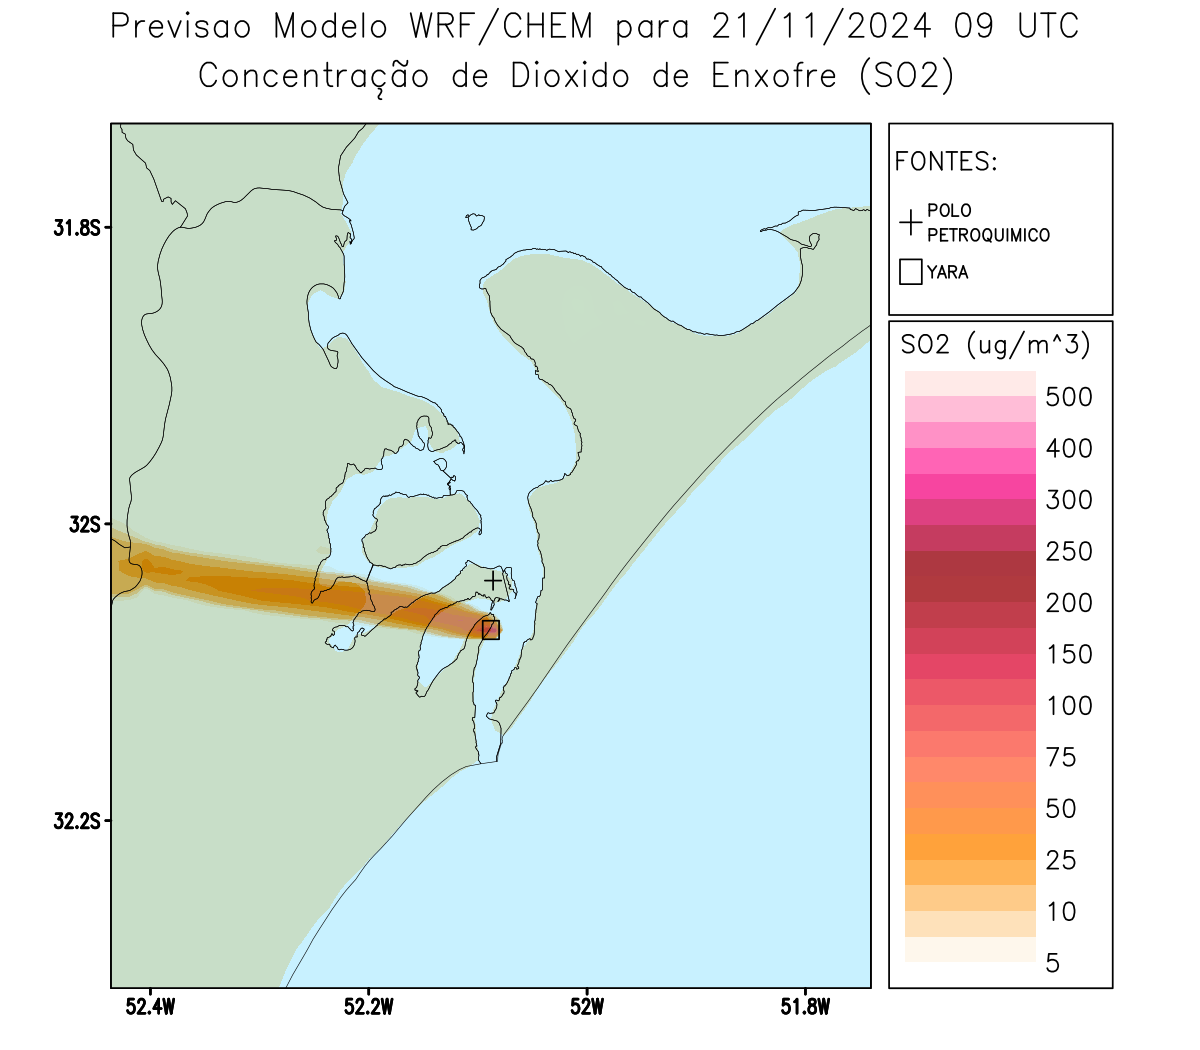 Previsao Modelo WRF/CHEM para 21/11/2024 09 UTC
Concentração de Dioxido de Enxofre (SO2)
FONTES:
POLO
PETROQUIMICO
YARA
31.8S
32S
32.2S
52.4W
52.2W
52W
51.8W
SO2 (ug/m^3)
500
400
300
250
200
150
100
75
50
25
10
5